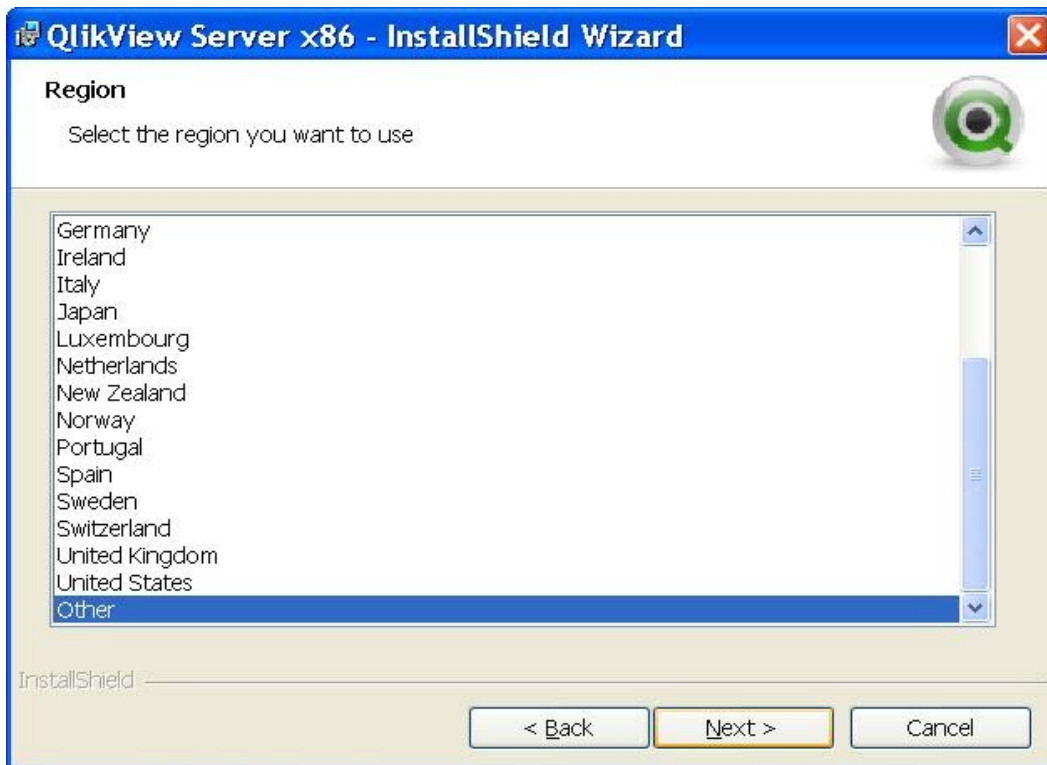 QlikView Server x86 - InstallShield Wizard
Region
Select the region you want to use
Germany
Ireland
Italy
Japan
Luxembourg
Netherlands
New Zealand
Norway
Portugal
Spain
Sweden
Switzerland
United Kingdom
United States
Other
InstallShield
< Back Next > Cancel